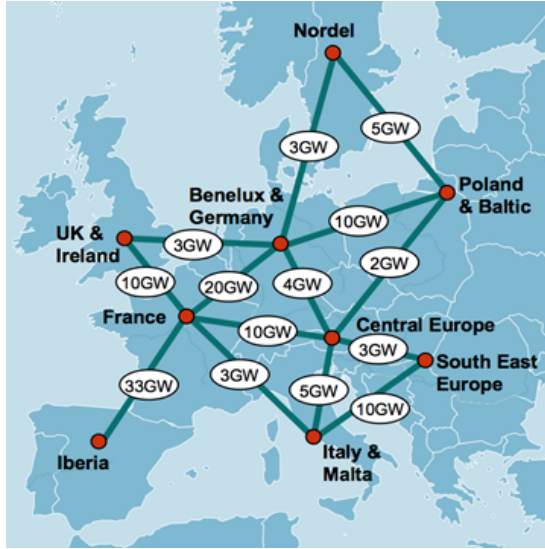 Nordel
5GW
3GW
Benelux &
Germany
Poland
& Baltic
10GW
UK &
Ireland
3GW
2GW
10GW
20GW
4GW
France
10GW
Central Europe
3GW
South East
Europe
3GW
33GW
5GW
10GW
Iberia
Italy &
Malta